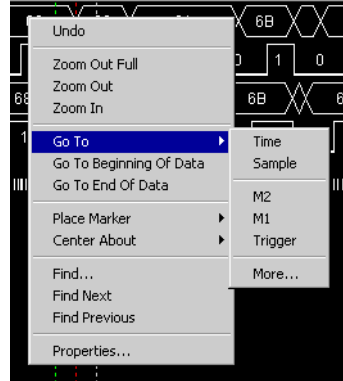 6B
Undo
1
0
Zoom Out Full
Zoom Out
68
6B
Zoom In
1
Go To
Time
Go To Beginning Of Data
Sample
Go To End Of Data
M2
Place Marker
M1
Center About
Trigger
Find...
More...
Find Next
Find Previous
Properties...